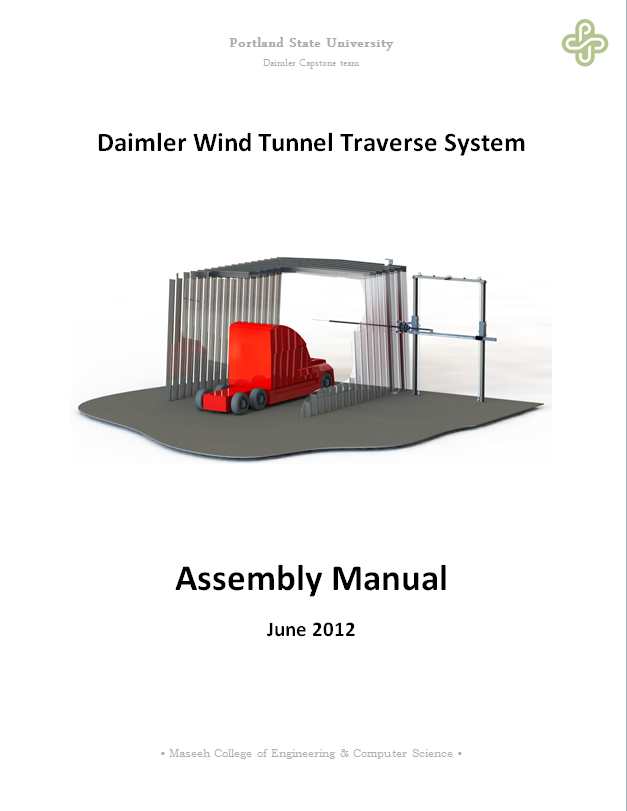 Portland State University
Daimler Capstone team
Daimler Wind Tunnel Traverse System
Assembly Manual
June 2012
• Maseeh College of Engineering & Computer Science •